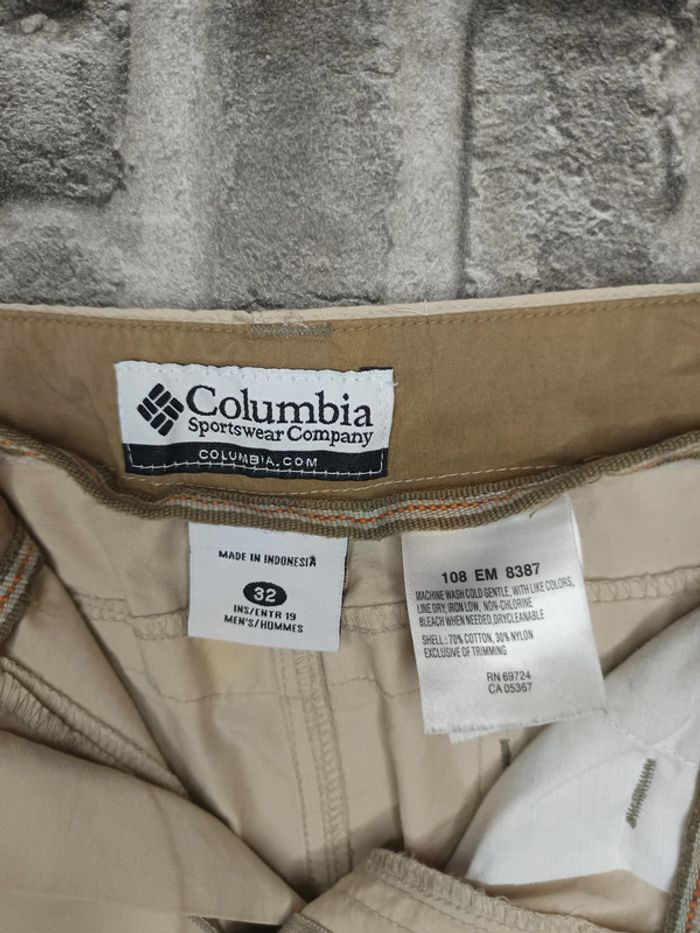 Columbia
Sportswear Company
COLUMBIA.COM
MADE IN INDONESIA
32
INS/ENTR 19
MEN'S/HOMMES
108 EM 8387
MACHINE WASH COLD GENTLE, WITH LIKE COLORS,
LINE DRY, IRON LOW, NON-CHLORINE
BLEACH WHEN NEEDED, DRYCLEANABLE
SHELL: 70% COTTON, 30% NYLON
EXCLUSIVE OF TRIMMING
RN 69724
CA 05367